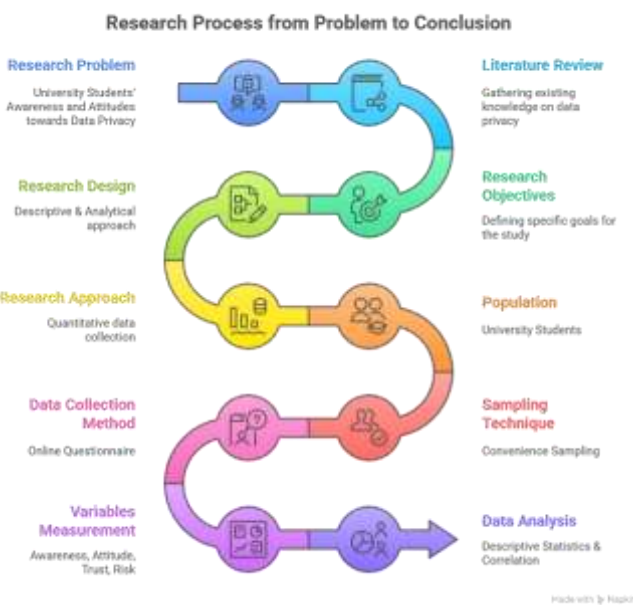 Research Process from Problem to Conclusion
Research Problem
University Students'
Awareness and Attitudes
towards Data Privacy
Literature Review
Gathering existing
knowledge on data
privacy
Research
Objectives
Defining specific goals for
the study
Research Design
Descriptive & Analytical
approach
Research Approach
Quantitative data
collection
Population
University Students
Sampling
Technique
Convenience Sampling
Data Collection
Method
Online Questionnaire
Variables
Measurement
Awareness, Attitude,
Trust, Risk
Data Analysis
Descriptive Statistics &
Correlation
Made with Napkin